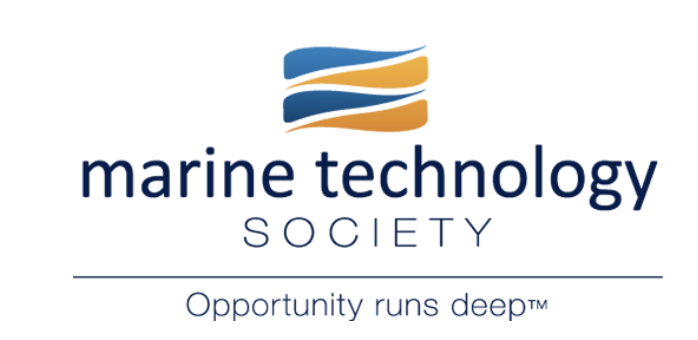 marine technology
SOCIETY
Opportunity runs deep™